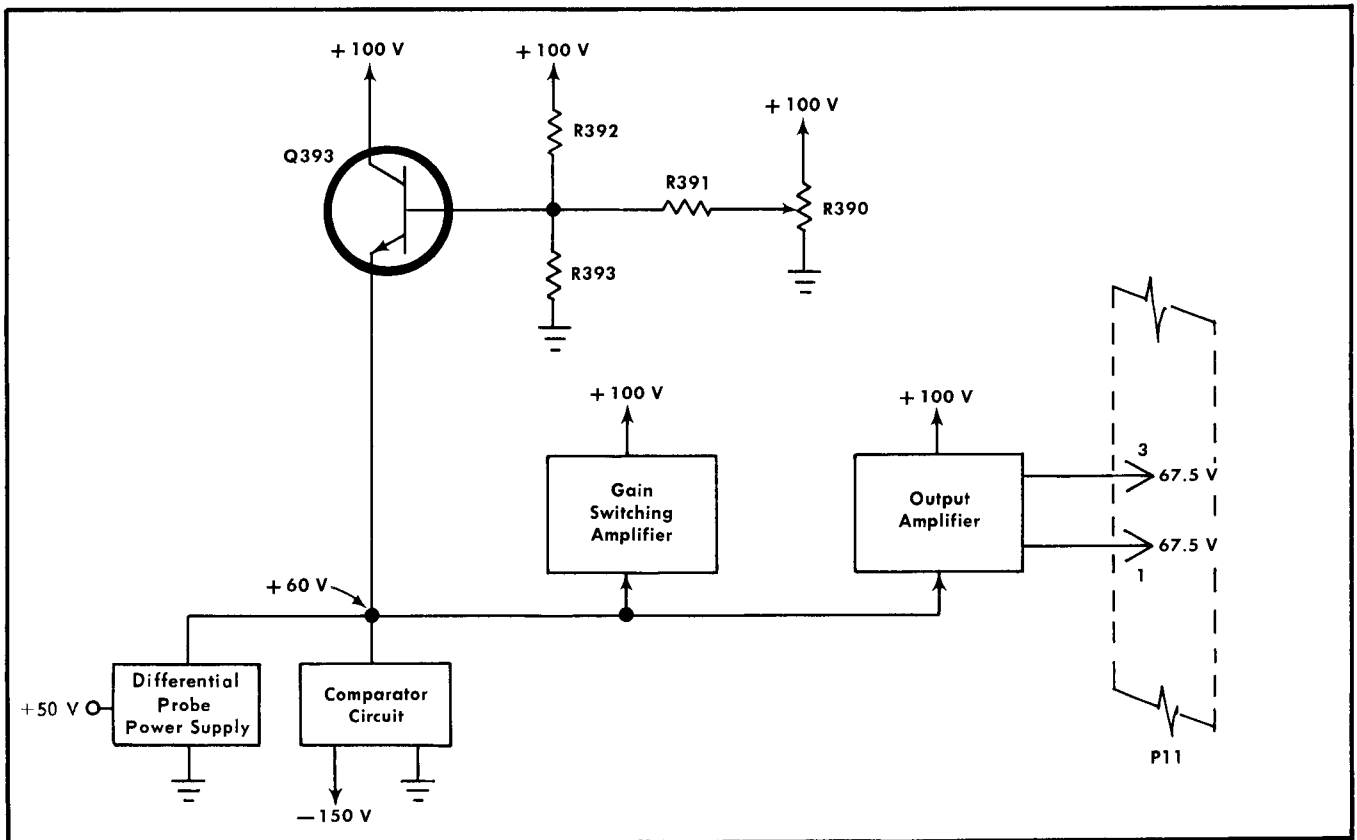 + 100 V
+ 100 V
+ 100 V
R392
Q393
R391
R390
R393
+ 100 V
+ 100 V
3
67.5 V
Gain
Switching
Amplifier
Output
Amplifier
67.5 V
1
+ 60 V
Differential
Probe
Power Supply
+50 V
Comparator
Circuit
P11
—150 V